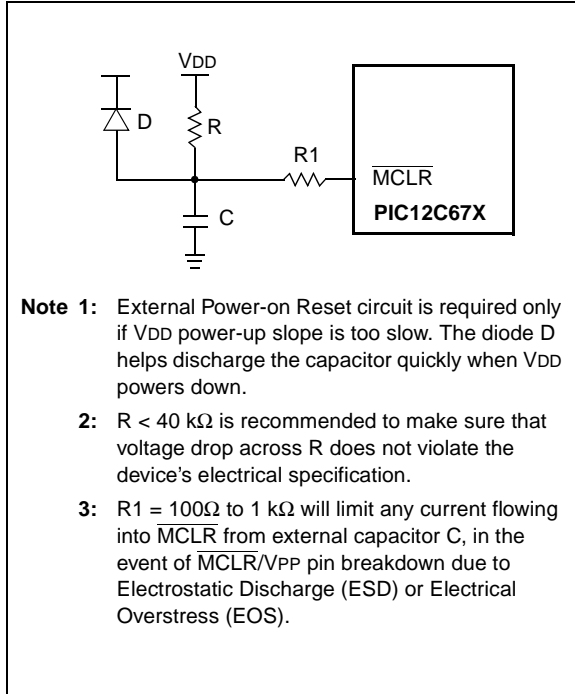 VDD
D
R
R1
MCLR
PIC12C67X
C
Note 1: External Power-on Reset circuit is required only
if VDD power-up slope is too slow. The diode D
helps discharge the capacitor quickly when VDD
powers down.
2: R < 40 kΩ is recommended to make sure that
voltage drop across R does not violate the
device's electrical specification.
3: R1 = 100Ω to 1 kΩ will limit any current flowing
into MCLR from external capacitor C, in the
event of MCLR/VPP pin breakdown due to
Electrostatic Discharge (ESD) or Electrical
Overstress (EOS).